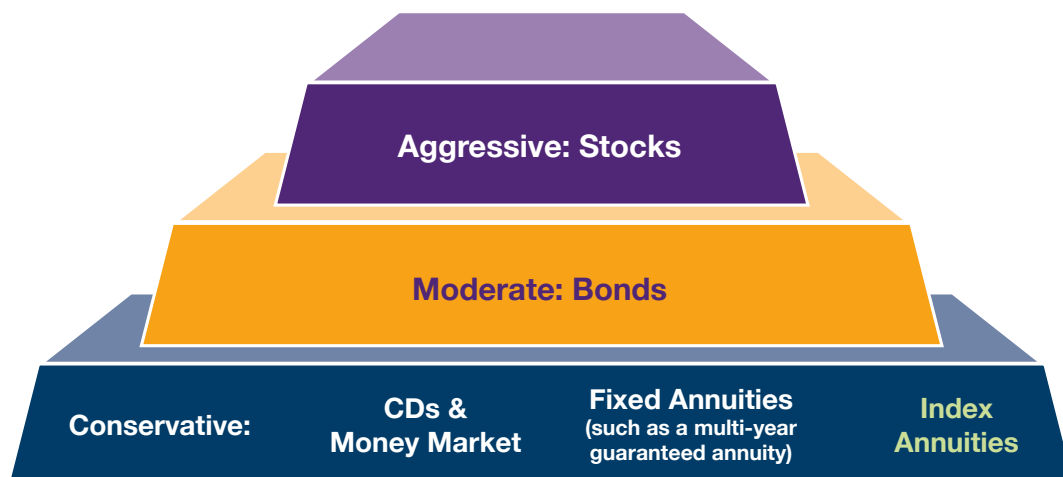 Aggressive: Stocks
Moderate: Bonds
Conservative:
CDs &
Money Market
Fixed Annuities
(such as a multi-year
guaranteed annuity)
Index
Annuities